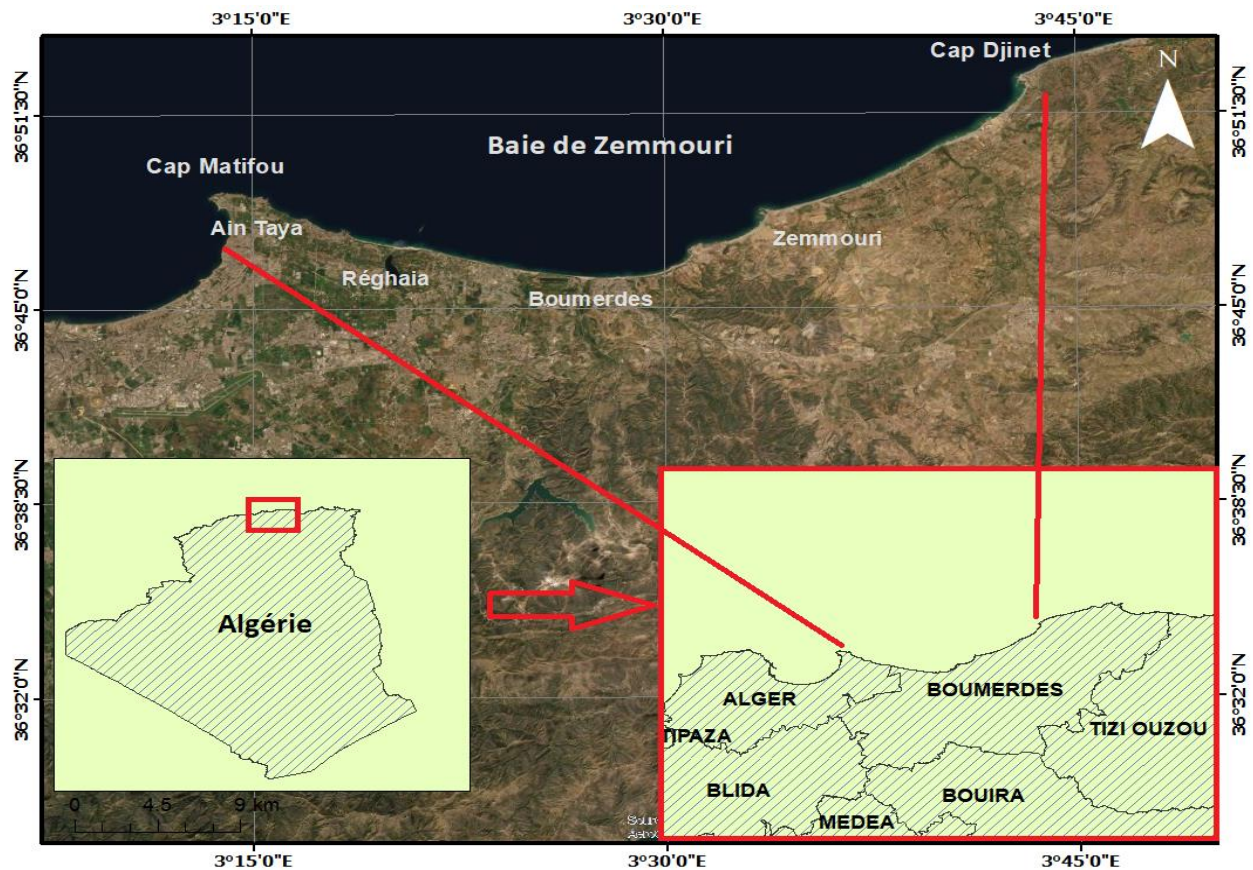 3°15'0"E
3°30'0"E
3°45'0"E
Cap Djinet
N
36°51'30"N
36°51'30"N
Baie de Zemmouri
Cap Matifou
Ain Taya
Zemmouri
Réghaia
Boumerdes
36°45'0"N
36°45'0"N
36°38'30"N
36°38'30"N
Algérie
36°32'0"N
36°32'0"N
ALGER
BOUMERDES
TIPAZA
TIZI OUZOU
BLIDA
BOUIRA
MEDEA
0 4.5 9 km
3°15'0"E
3°30'0"E
3°45'0"E